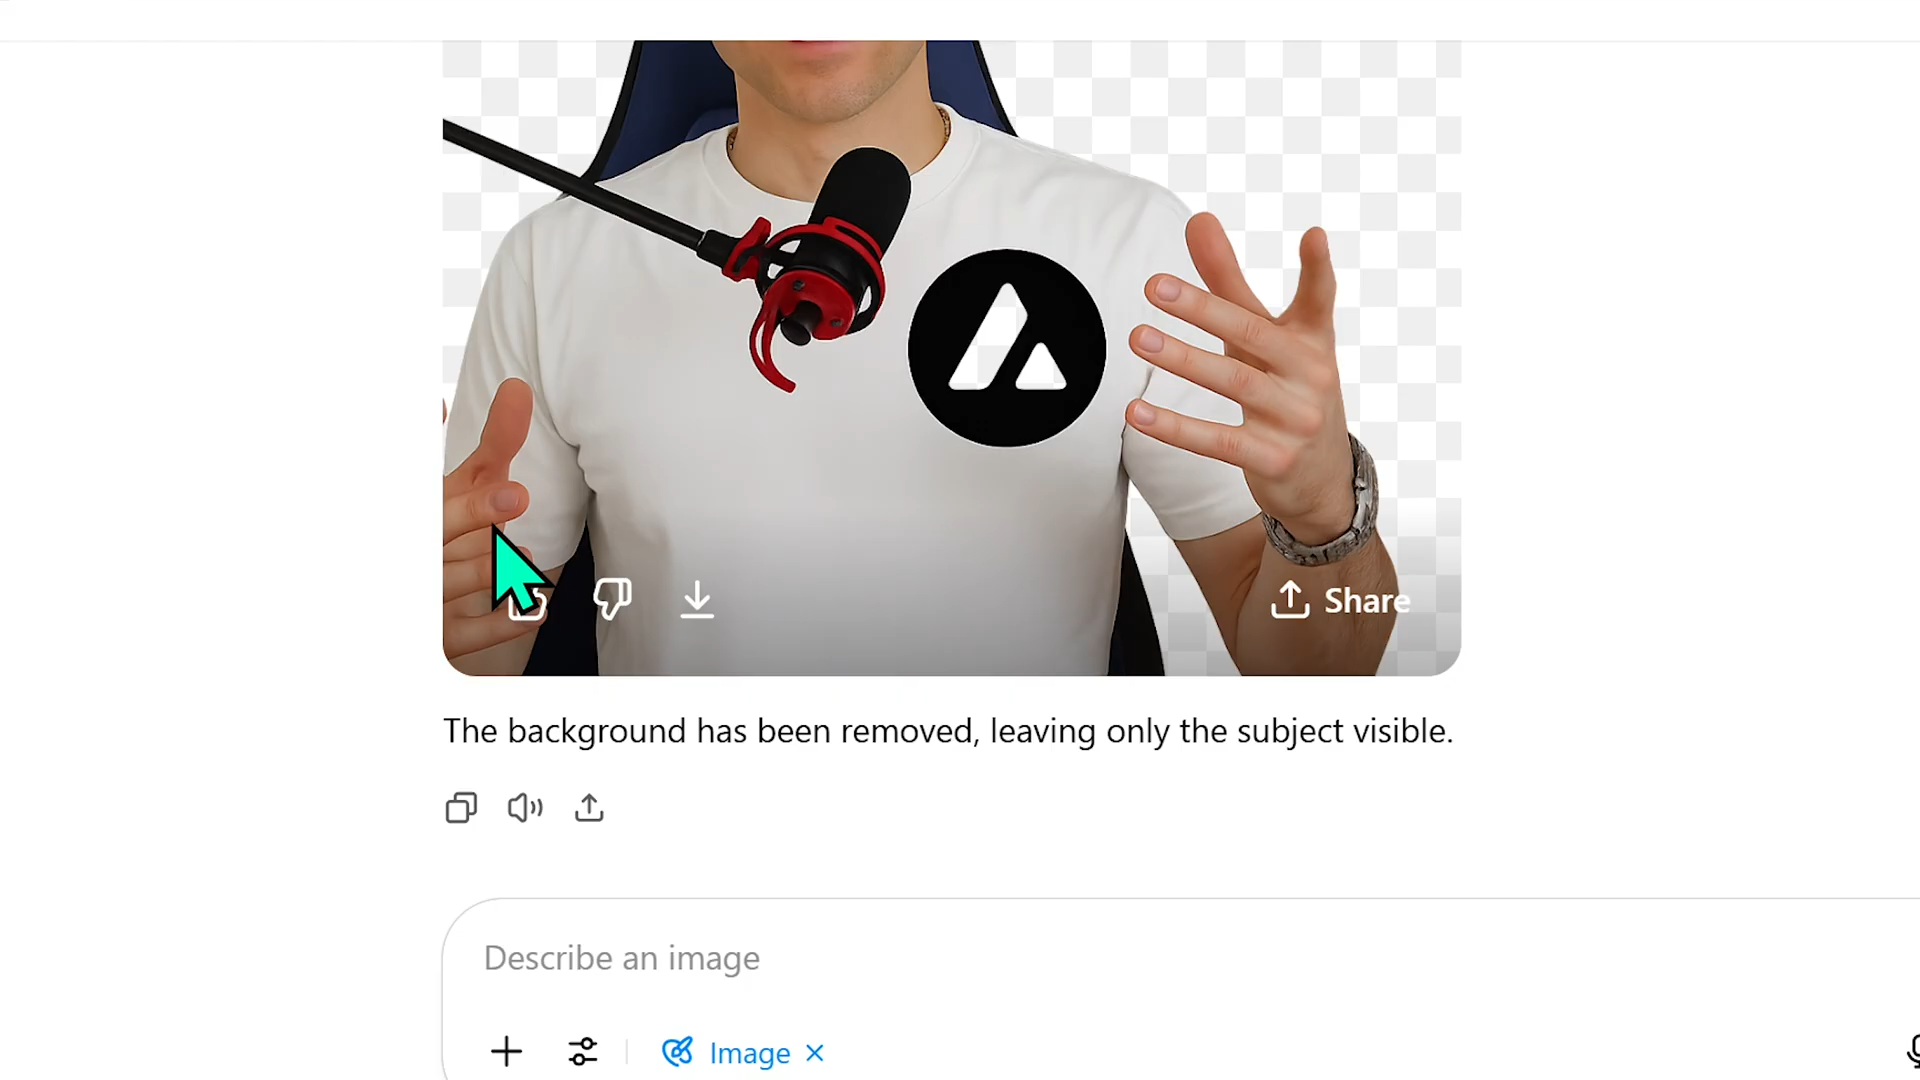 Share
The background has been removed, leaving only the subject visible.
Describe an image
Image